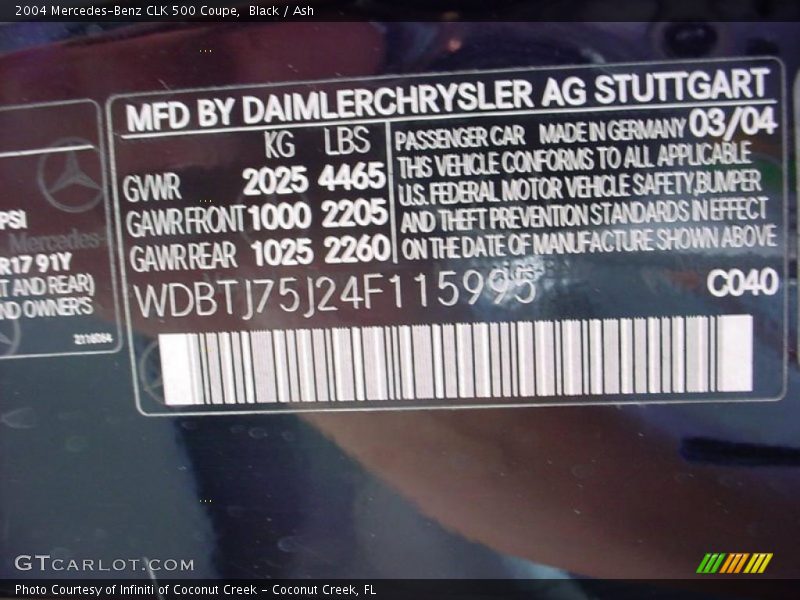 2004 Mercedes-Benz CLK 500 Coupe, Black / Ash
MFD BY DAIMLERCHRYSLER AG STUTTGART
KG LBS
GVWR 2025 4465
GAWR FRONT 1000 2205
GAWR REAR 1025 2260
PASSENGER CAR MADE IN GERMANY 03/04
THIS VEHICLE CONFORMS TO ALL APPLICABLE
U.S. FEDERAL MOTOR VEHICLE SAFETY,BUMPER
AND THEFT PREVENTION STANDARDS IN EFFECT
ON THE DATE OF MANUFACTURE SHOWN ABOVE
WDBTJ75J24F115995
C040
PSI
Mercedes-
R17 91Y
T AND REAR)
ND OWNER'S
GTCARLOT.COM
Photo Courtesy of Infiniti of Coconut Creek - Coconut Creek, FL